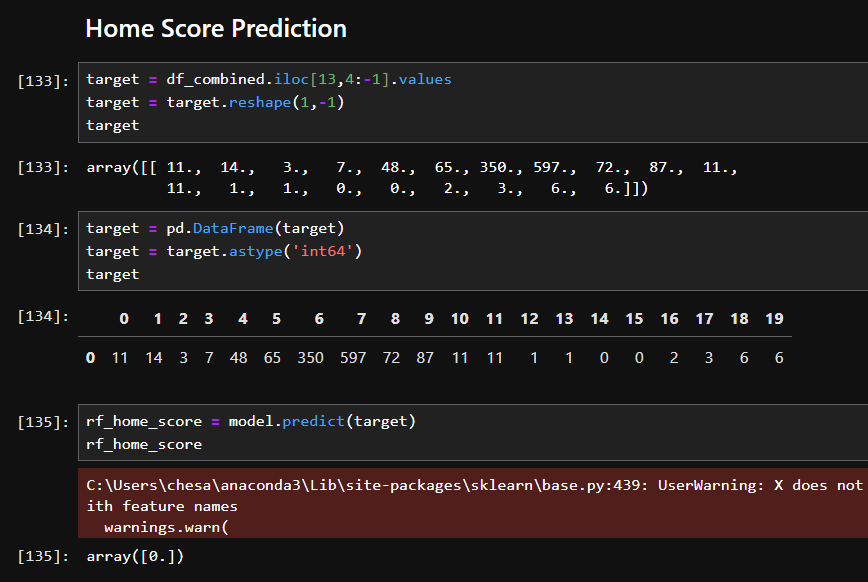 Home Score Prediction
[133]: target = df_combined.iloc[13,4:-1].values
target = target.reshape(1,-1)
target
[133]: array([[ 11., 14., 3., 7., 48., 65., 350., 597., 72., 87., 11.,
11., 1., 1., 0., 0., 2., 3., 6., 6.]])
[134]: target = pd.DataFrame(target)
target = target.astype('int64')
target
[134]: 0 1 2 3 4 5 6 7 8 9 10 11 12 13 14 15 16 17 18 19
0 11 14 3 7 48 65 350 597 72 87 11 11 1 1 0 0 2 3 6 6
[135]: rf_home_score = model.predict(target)
rf_home_score
C:\Users\chesa\anaconda3\Lib\site-packages\sklearn\base.py:439: UserWarning: X does not
ith feature names
warnings.warn(
[135]: array([0.])